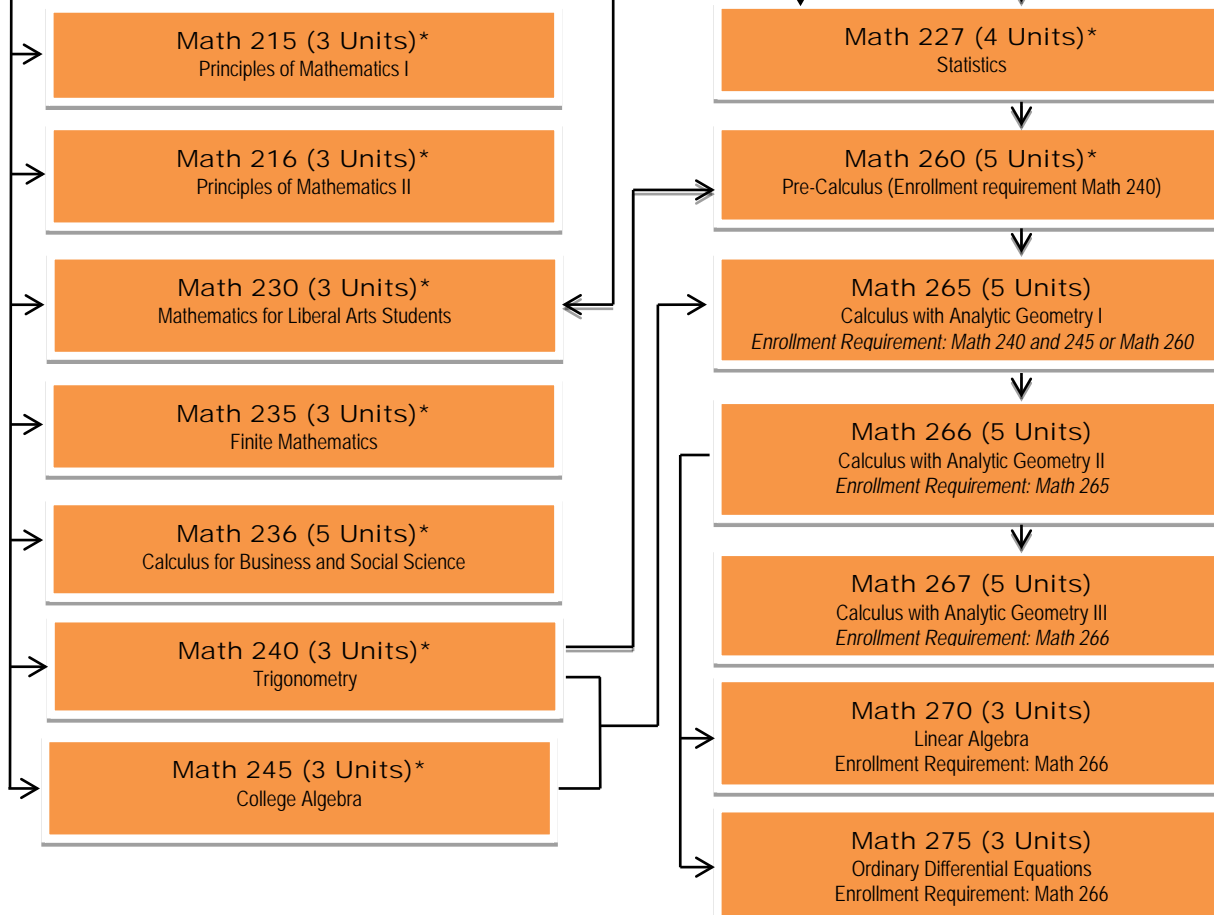 Math 215 (3 Units)*
Principles of Mathematics I
Math 216 (3 Units)*
Principles of Mathematics II
Math 230 (3 Units)*
Mathematics for Liberal Arts Students
Math 235 (3 Units)*
Finite Mathematics
Math 236 (5 Units)*
Calculus for Business and Social Science
Math 240 (3 Units)*
Trigonometry
Math 245 (3 Units)*
College Algebra
Math 227 (4 Units)*
Statistics
Math 260 (5 Units)*
Pre-Calculus (Enrollment requirement Math 240)
Math 265 (5 Units)
Calculus with Analytic Geometry I
Enrollment Requirement: Math 240 and 245 or Math 260
Math 266 (5 Units)
Calculus with Analytic Geometry II
Enrollment Requirement: Math 265
Math 267 (5 Units)
Calculus with Analytic Geometry III
Enrollment Requirement: Math 266
Math 270 (3 Units)
Linear Algebra
Enrollment Requirement: Math 266
Math 275 (3 Units)
Ordinary Differential Equations
Enrollment Requirement: Math 266